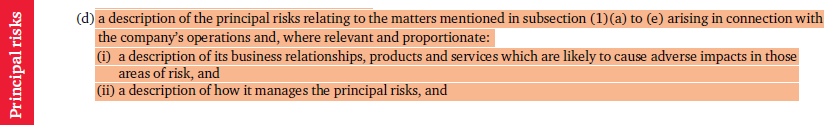 Principal risks
(d) a description of the principal risks relating to the matters mentioned in subsection (1)(a) to (e) arising in connection with
the company’s operations and, where relevant and proportionate:
(i) a description of its business relationships, products and services which are likely to cause adverse impacts in those
areas of risk, and
(ii) a description of how it manages the principal risks, and